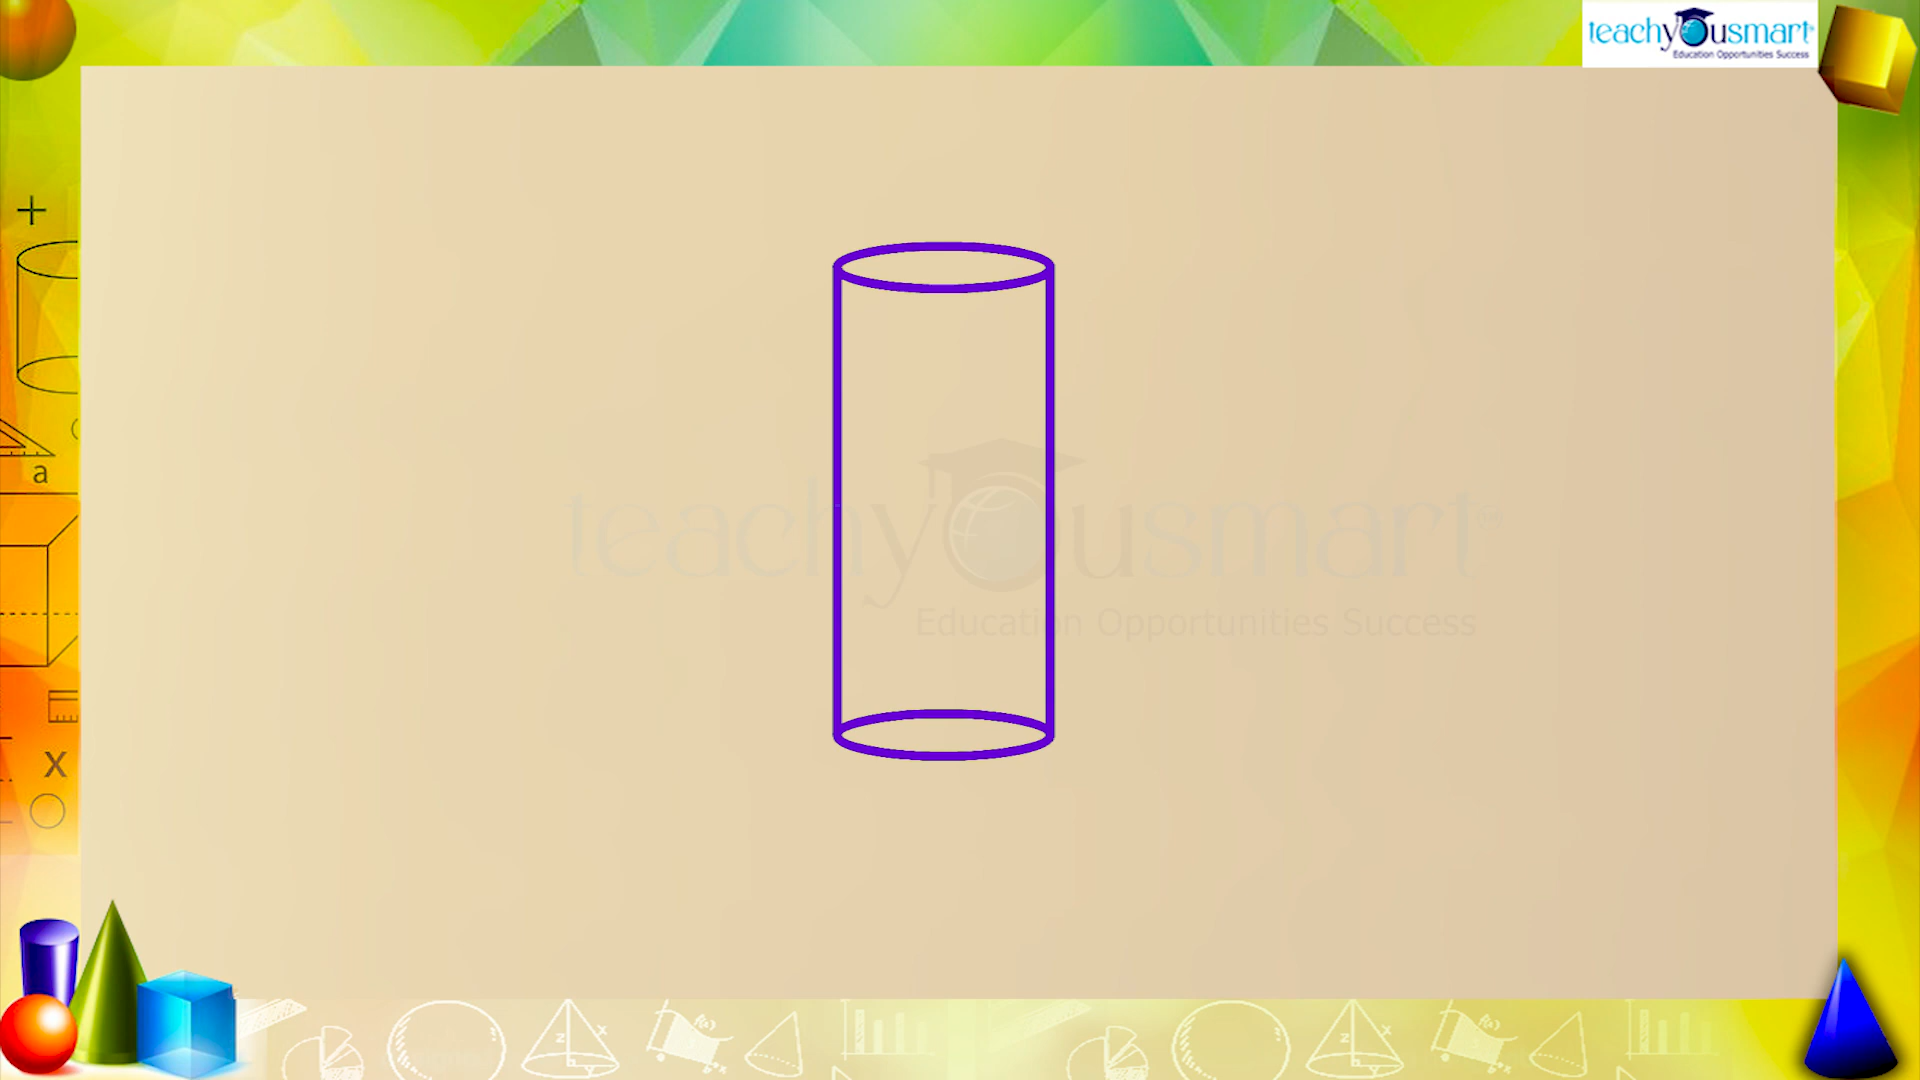 teachyousmart
Education Opportunities Success
+
a
teachyousmart
Education Opportunities Success
x
z
x
f(x)
x
z
x
f(x)
x